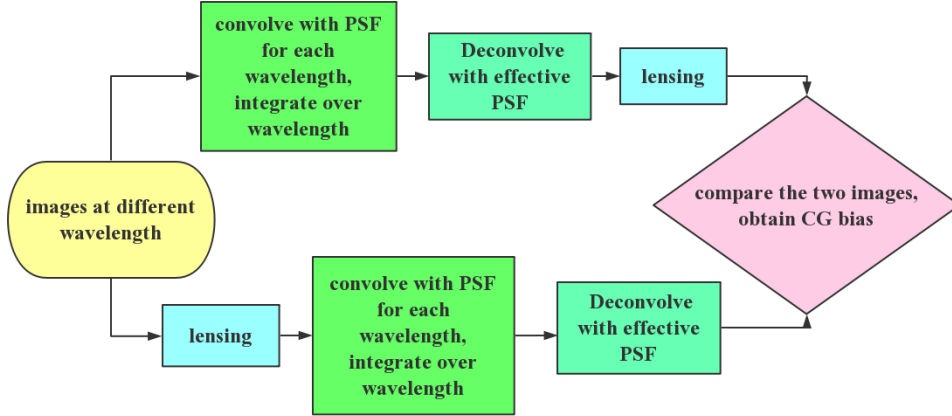 convolve with PSF
for each
wavelength,
integrate over
wavelength
Deconvolve
with effective
PSF
lensing
images at different
wavelength
compare the two images,
obtain CG bias
lensing
convolve with PSF
for each
wavelength,
integrate over
wavelength
Deconvolve
with effective
PSF